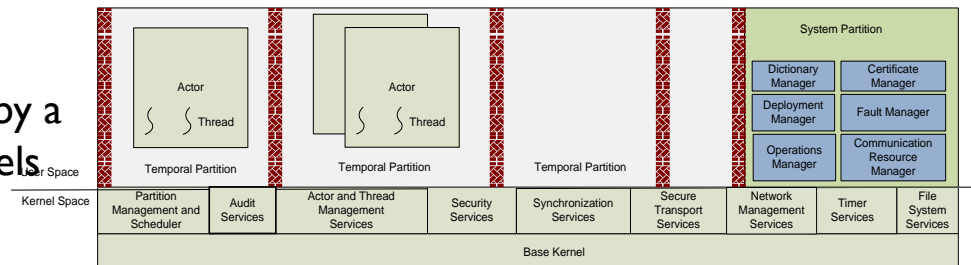 by a
els
User Space
Kernel Space
Actor
Thread
Temporal Partition
Actor
Thread
Temporal Partition
Temporal Partition
System Partition
Dictionary
Manager
Certificate
Manager
Deployment
Manager
Fault Manager
Operations
Manager
Communication
Resource
Manager
Partition
Management and
Scheduler
Audit
Services
Actor and Thread
Management
Services
Security
Services
Synchronization
Services
Secure
Transport
Services
Network
Management
Services
Timer
Services
File
System
Services
Base Kernel